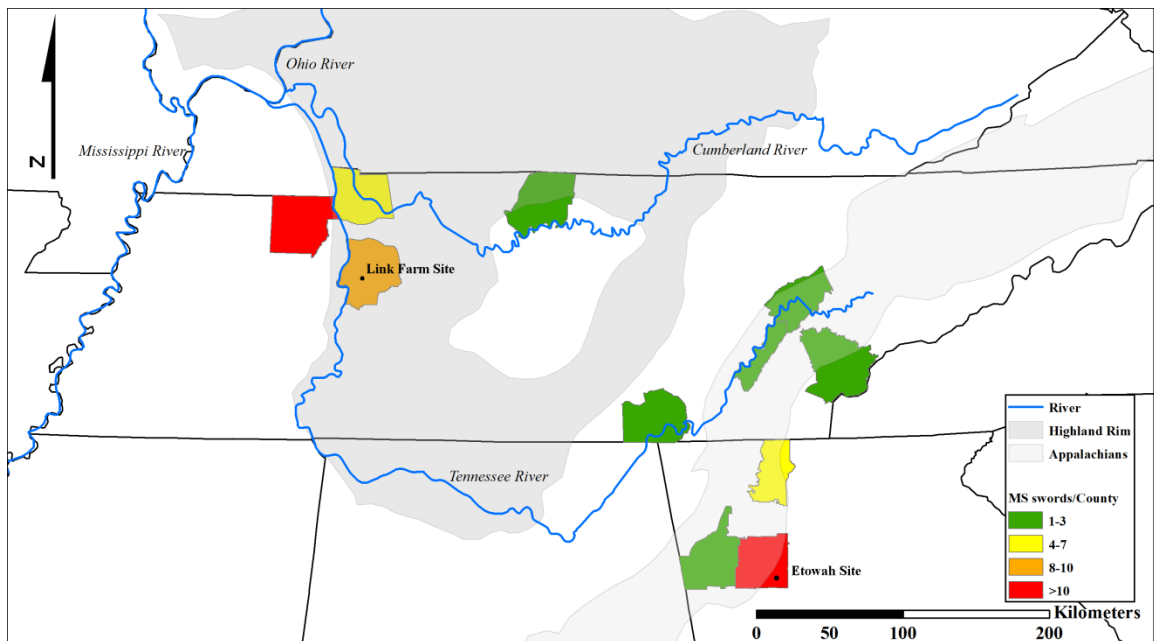 Ohio River
Mississippi River
Cumberland River
N
Link Farm Site
Tennessee River
Etowah Site
River
Highland Rim
Appalachians
MS swords/County
1-3
4-7
8-10
>10
Kilometers
0 50 100 200